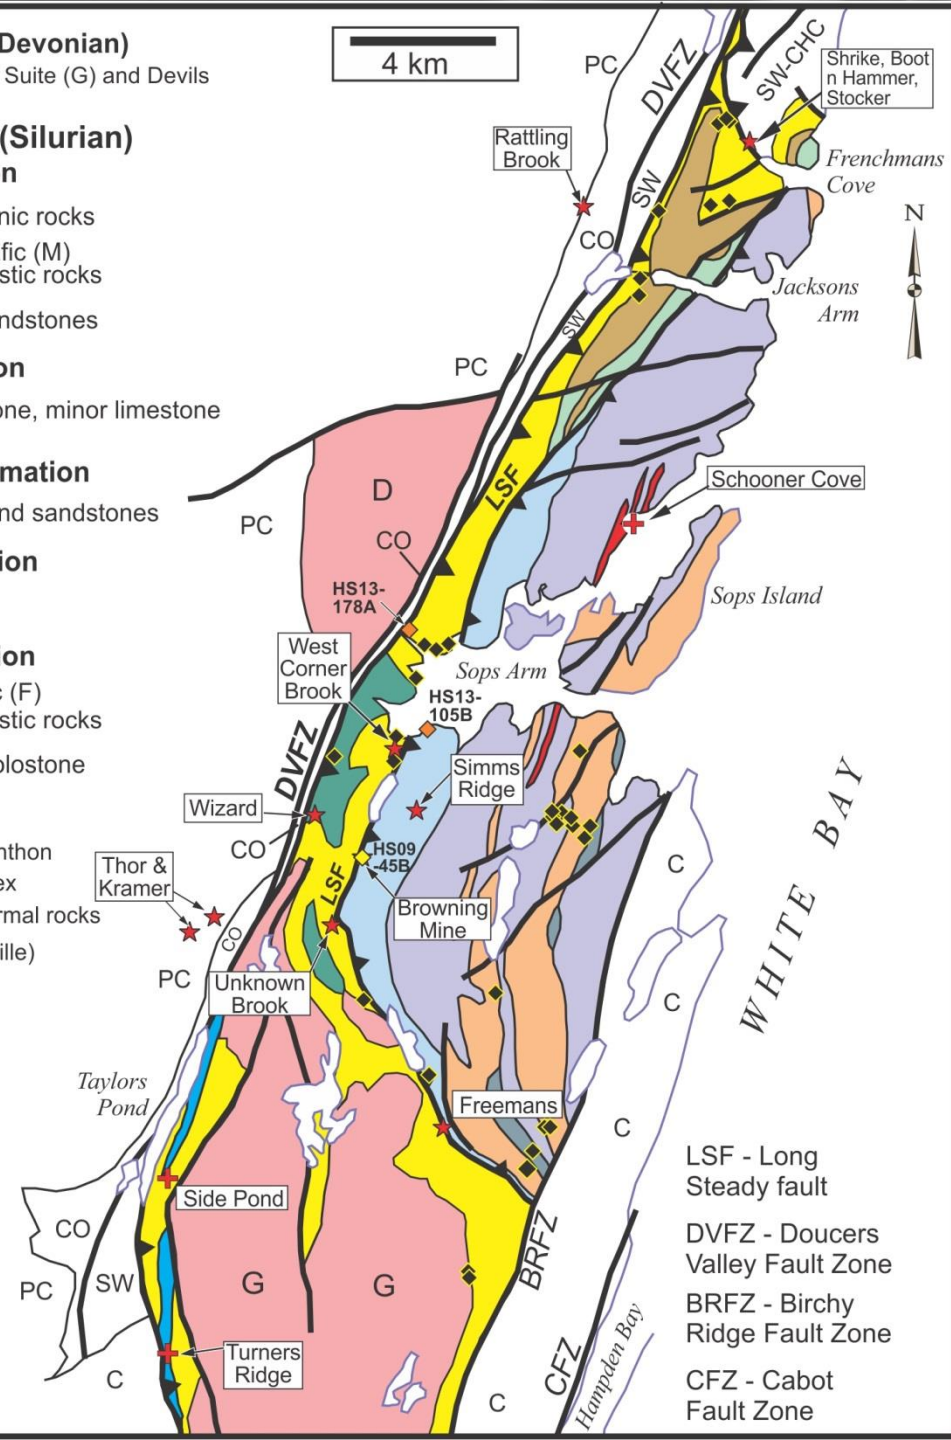 Devonian)
Suite (G) and Devils
(Silurian)
n
nic rocks
fic (M)
stic rocks
ndstones
on
one, minor limestone
mation
nd sandstones
ion
ion
c (F)
stic rocks
olostone
nthon
ex
rmal rocks
ille)
4 km
PC
DVFZ
SW-CHC
Shrike, Boot
n Hammer,
Stocker
Rattling
Brook
Frenchmans
Cove
SW
CO
N
Jacksons
Arm
SW
PC
D
LSF
PC
CO
Schooner Cove
HS13-
178A
Sops Island
West
Corner
Brook
Sops Arm
HS13-
105B
DVFZ
Simms
Ridge
Wizard
CO
HS09
-45B
Thor &
Kramer
LSF
Browning
Mine
C
WHITE BAY
CO
PC
Unknown
Brook
C
Taylors
Pond
Freemans
C
Side Pond
CO
PC
SW
G
G
BRFZ
Turners
Ridge
C
C
CFZ
Hampden Bay
LSF - Long
Steady fault
DVFZ - Doucers
Valley Fault Zone
BRFZ - Birchy
Ridge Fault Zone
CFZ - Cabot
Fault Zone